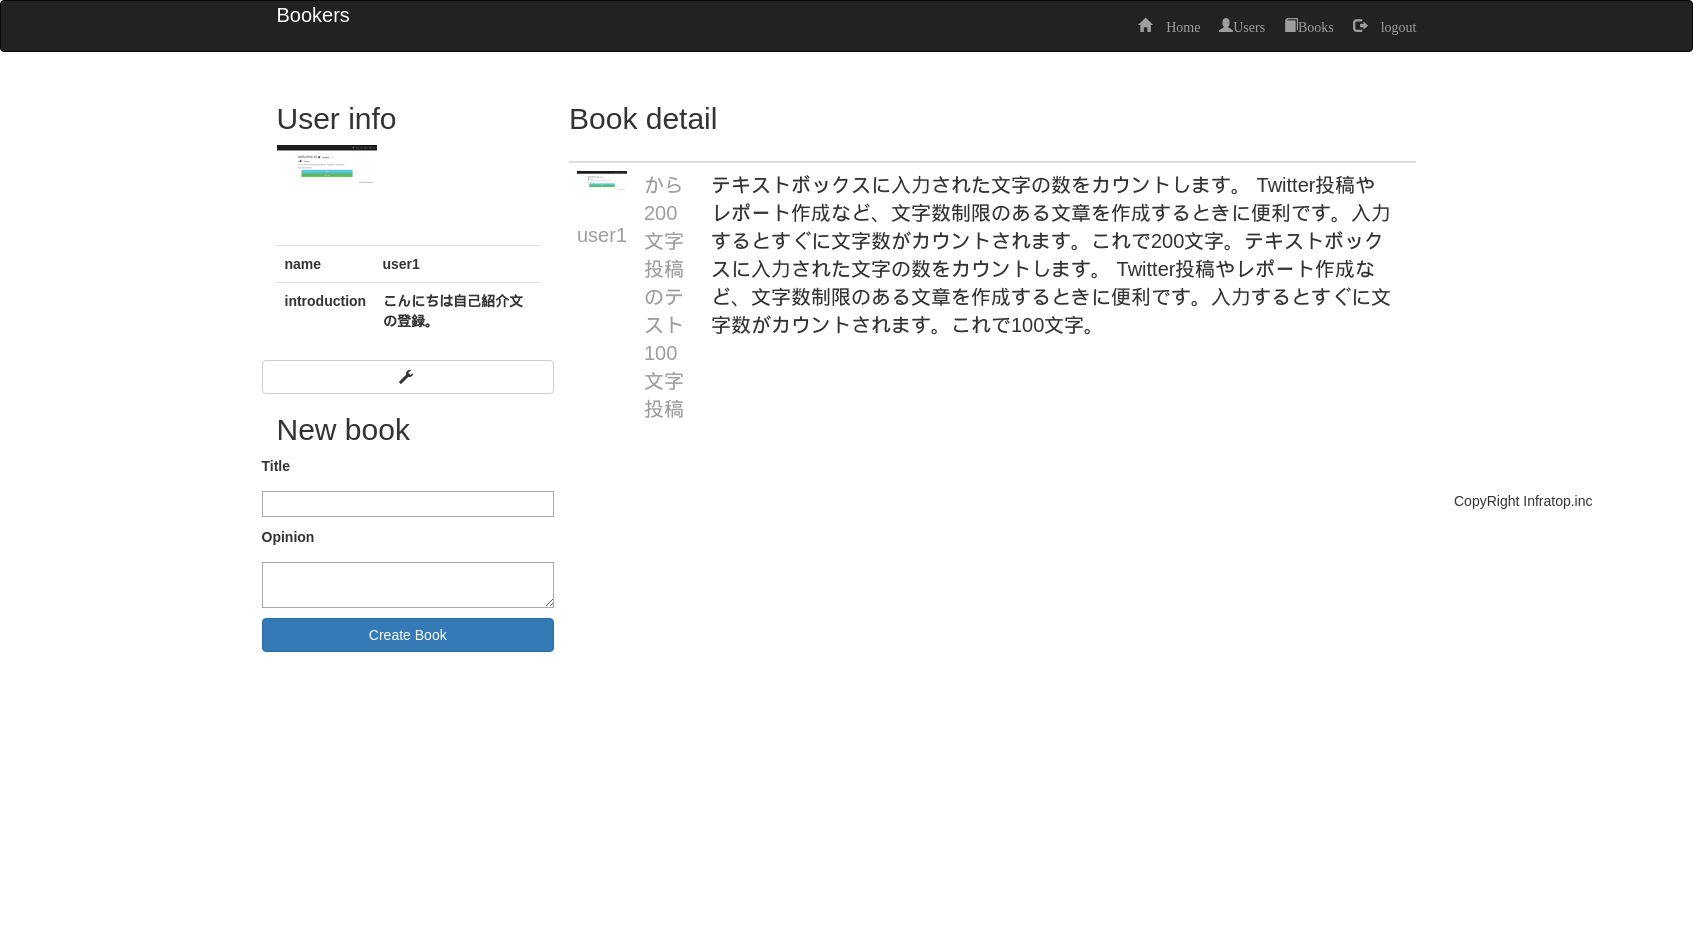 Bookers
Home
Users
Books
logout
User info
name
user1
introduction
こんにちは自己紹介文
の登録。
New book
Title
Opinion
Create Book
Book detail
user1
から
200
文字
投稿
のテ
スト
100
文字
投稿
テキストボックスに入力された文字の数をカウントします。 Twitter投稿や
レポート作成など、文字数制限のある文章を作成するときに便利です。入力
するとすぐに文字数がカウントされます。これで200文字。テキストボック
スに入力された文字の数をカウントします。 Twitter投稿やレポート作成な
ど、文字数制限のある文章を作成するときに便利です。入力するとすぐに文
字数がカウントされます。これで100文字。
CopyRight Infratop.inc